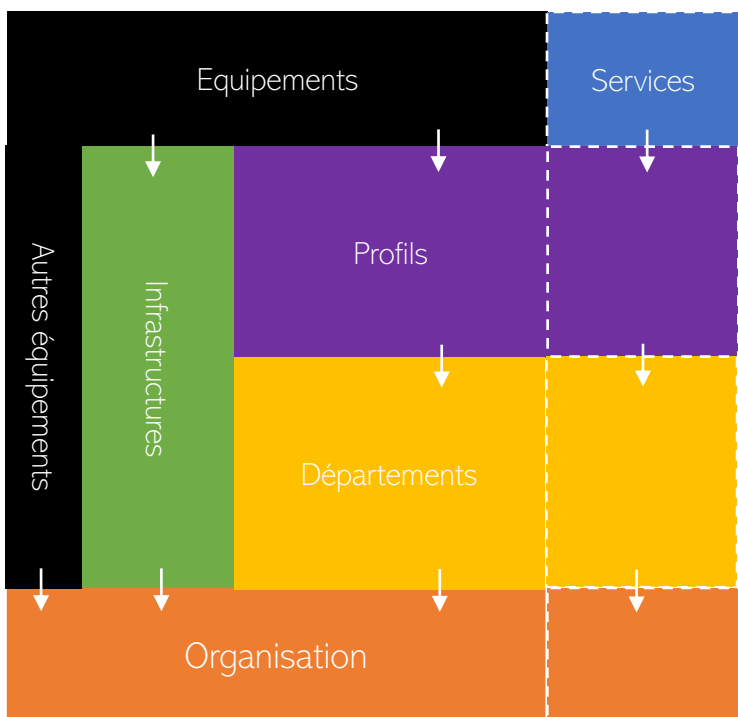 Equipements
Services
Autres équipements
Infrastructures
Profils
Départements
Organisation